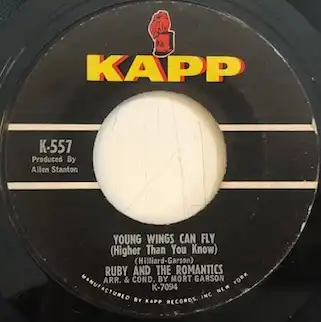 KAPP
K-557
Produced By
Allen Stanton
YOUNG WINGS CAN FLY
(Higher Than You Know)
(Hilliard-Garson)
RUBY AND THE ROMANTICS
ARR. & COND. BY MORT GARSON
K-7094
MANUFACTURED BY KAPP RECORDS, INC. NEW YORK